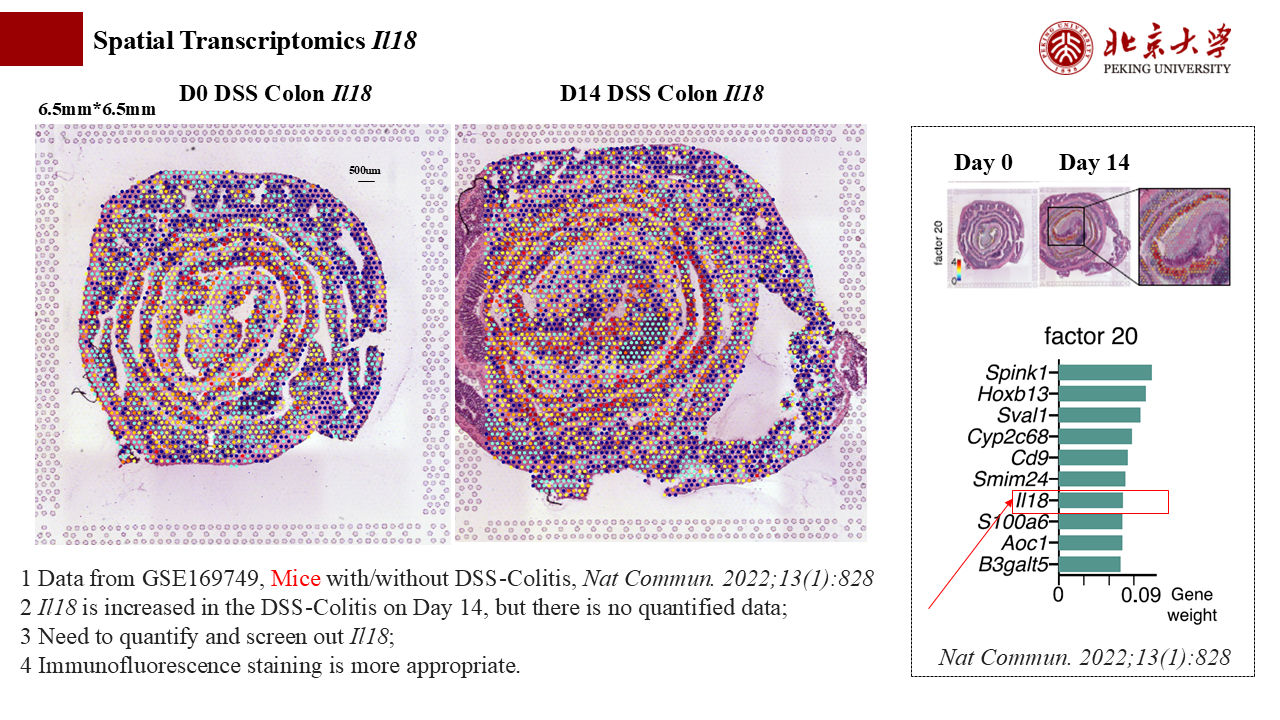 Spatial Transcriptomics Il18
PEKING UNIVERSITY
1898
北京大学
PEKING UNIVERSITY
6.5mm*6.5mm
D0 DSS Colon Il18
D14 DSS Colon Il18
500um
Day 0
Day 14
factor 20
4
0
factor 20
Spink1
Hoxb13
Sval1
Cyp2c68
Cd9
Smim24
Il18
S100a6
Aoc1
B3galt5
0
0.09
Gene
weight
Nat Commun. 2022;13(1):828
1 Data from GSE169749, Mice with/without DSS-Colitis, Nat Commun. 2022;13(1):828
2 Il18 is increased in the DSS-Colitis on Day 14, but there is no quantified data;
3 Need to quantify and screen out Il18;
4 Immunofluorescence staining is more appropriate.